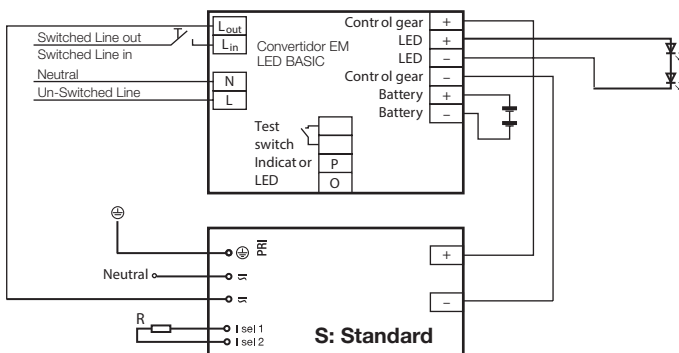 Switched Line out
Switched Line in
Neutral
Un-Switched Line
Lout
Lin
N
L
Convertidor EM
LED BASIC
Test
switch
Indicator
LED
P
O
Control gear +
LED +
LED −
Control gear −
Battery +
Battery −
PRI
Neutral
R
I sel 1
I sel 2
+
−
S: Standard